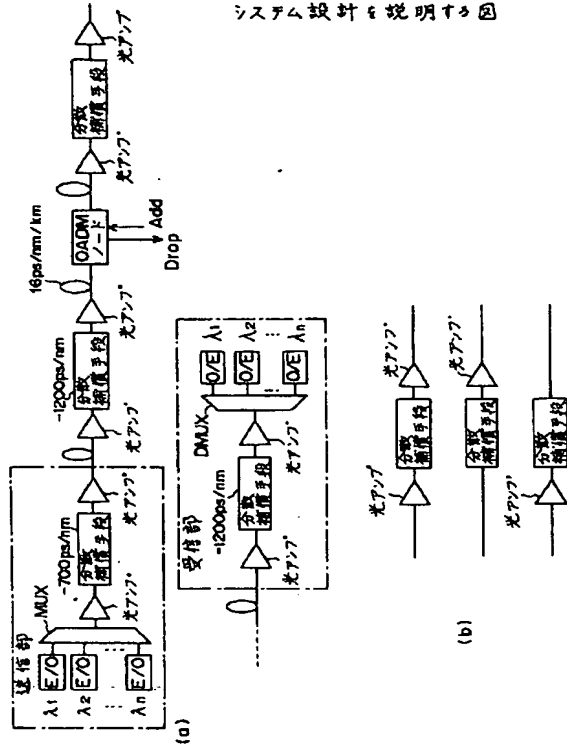 システム設計を説明する図
(a)
送信部
λ1
E/O
λ2
E/O
λn
E/O
MUX
光アンプ
-700ps/nm
分散
補償手段
光アンプ
光アンプ
-1200ps/nm
分散
補償手段
光アンプ
16ps/nm/km
OADM
ノード
Add
Drop
光アンプ
分散
補償手段
光アンプ
受信部
光アンプ
-1200ps/nm
分散
補償手段
光アンプ
DMUX
O/E
λ1
O/E
λ2
O/E
λn
(b)
光アンプ
分散
補償手段
光アンプ
分散
補償手段
光アンプ
光アンプ
分散
補償手段